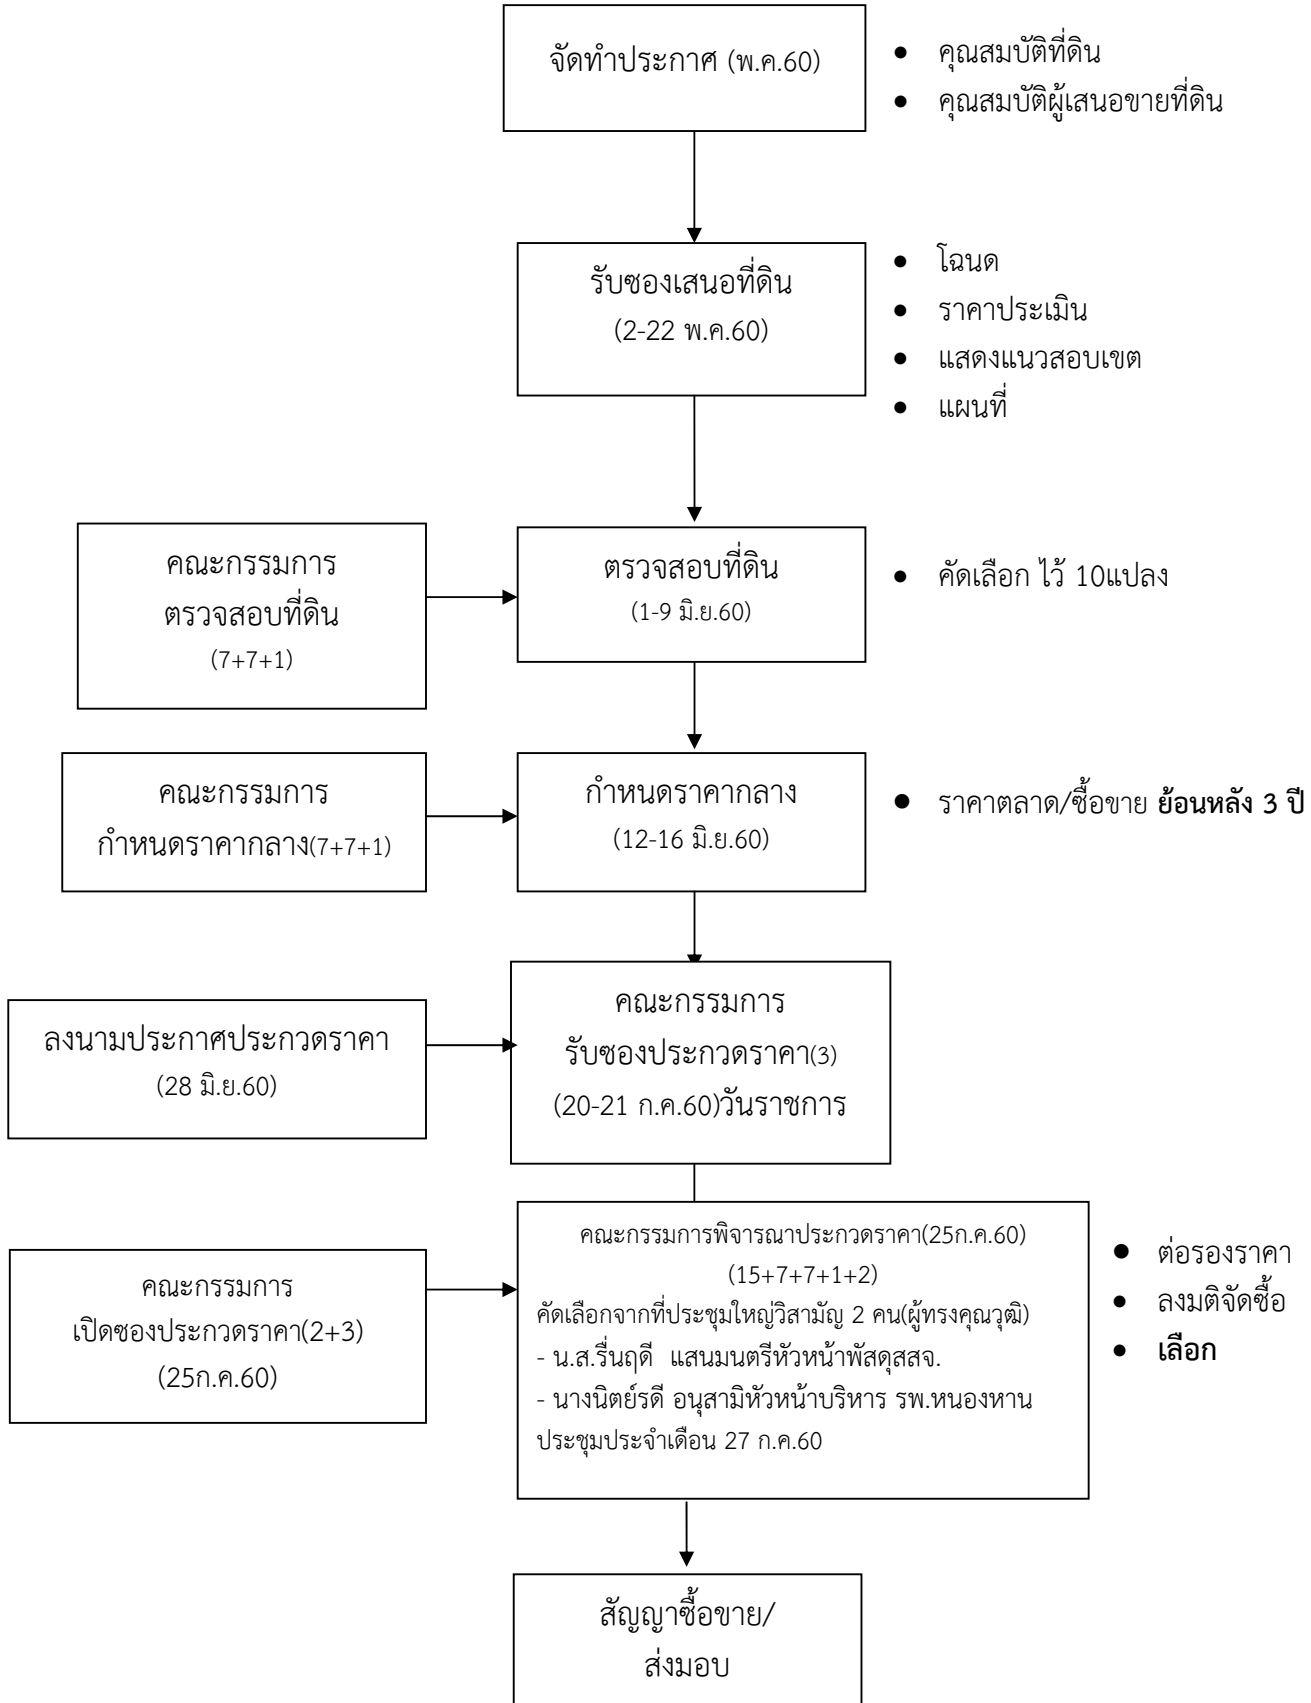 จัดทำประกาศ (พ.ค.60)
● คุณสมบัติที่ดิน
● คุณสมบัติผู้เสนอขายที่ดิน
รับซองเสนอที่ดิน
(2-22 พ.ค.60)
● โฉนด
● ราคาประเมิน
● แสดงแนวสอบเขต
● แผนที่
คณะกรรมการ
ตรวจสอบที่ดิน
(7+7+1)
ตรวจสอบที่ดิน
(1-9 มิ.ย.60)
● คัดเลือก ไว้ 10แปลง
คณะกรรมการ
กำหนดราคากลาง(7+7+1)
กำหนดราคากลาง
(12-16 มิ.ย.60)
● ราคาตลาด/ซื้อขาย ย้อนหลัง 3 ปี
ลงนามประกาศประกวดราคา
(28 มิ.ย.60)
คณะกรรมการ
รับซองประกวดราคา(3)
(20-21 ก.ค.60)วันราชการ
คณะกรรมการ
เปิดซองประกวดราคา(2+3)
(25ก.ค.60)
คณะกรรมการพิจารณาประกวดราคา(25ก.ค.60)
(15+7+7+1+2)
คัดเลือกจากที่ประชุมใหญ่วิสามัญ 2 คน(ผู้ทรงคุณวุฒิ)
- น.ส.รื่นฤดี แสนมนตรีหัวหน้าพัสดุสสจ.
- นางนิตย์รดี อนุสามิหัวหน้าบริหาร รพ.หนองหาน
ประชุมประจำเดือน 27 ก.ค.60
● ต่อรองราคา
● ลงมติจัดซื้อ
● เลือก
สัญญาซื้อขาย/
ส่งมอบ